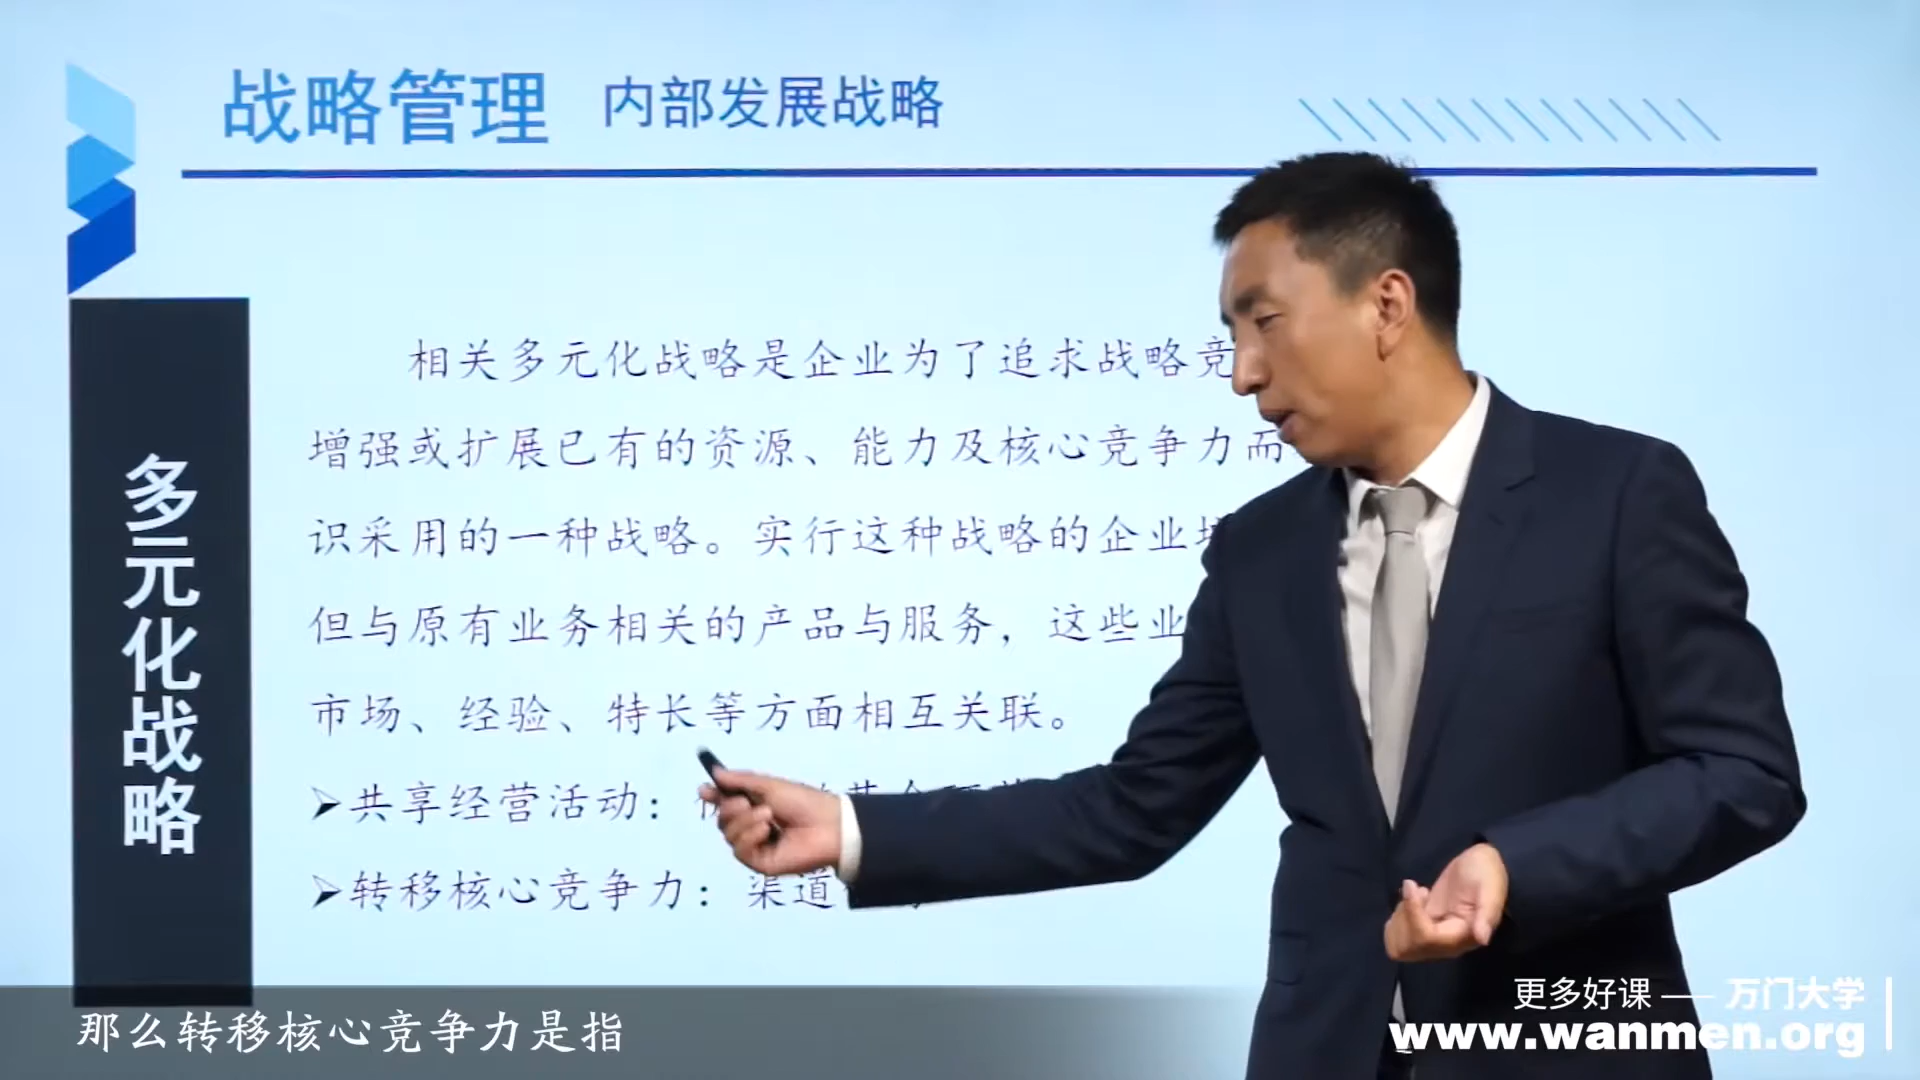 战略管理 内部发展战略
多元化战略
相关多元化战略是企业为了追求战略竞
增强或扩展已有的资源、能力及核心竞争力而
识采用的一种战略。实行这种战略的企业
但与原有业务相关的产品与服务，这些业
市场、经验、特长等方面相互关联。
➢共享经营活动：
➢转移核心竞争力：渠道
那么转移核心竞争力是指
更多好课 —— 万门大学
www.wanmen.org